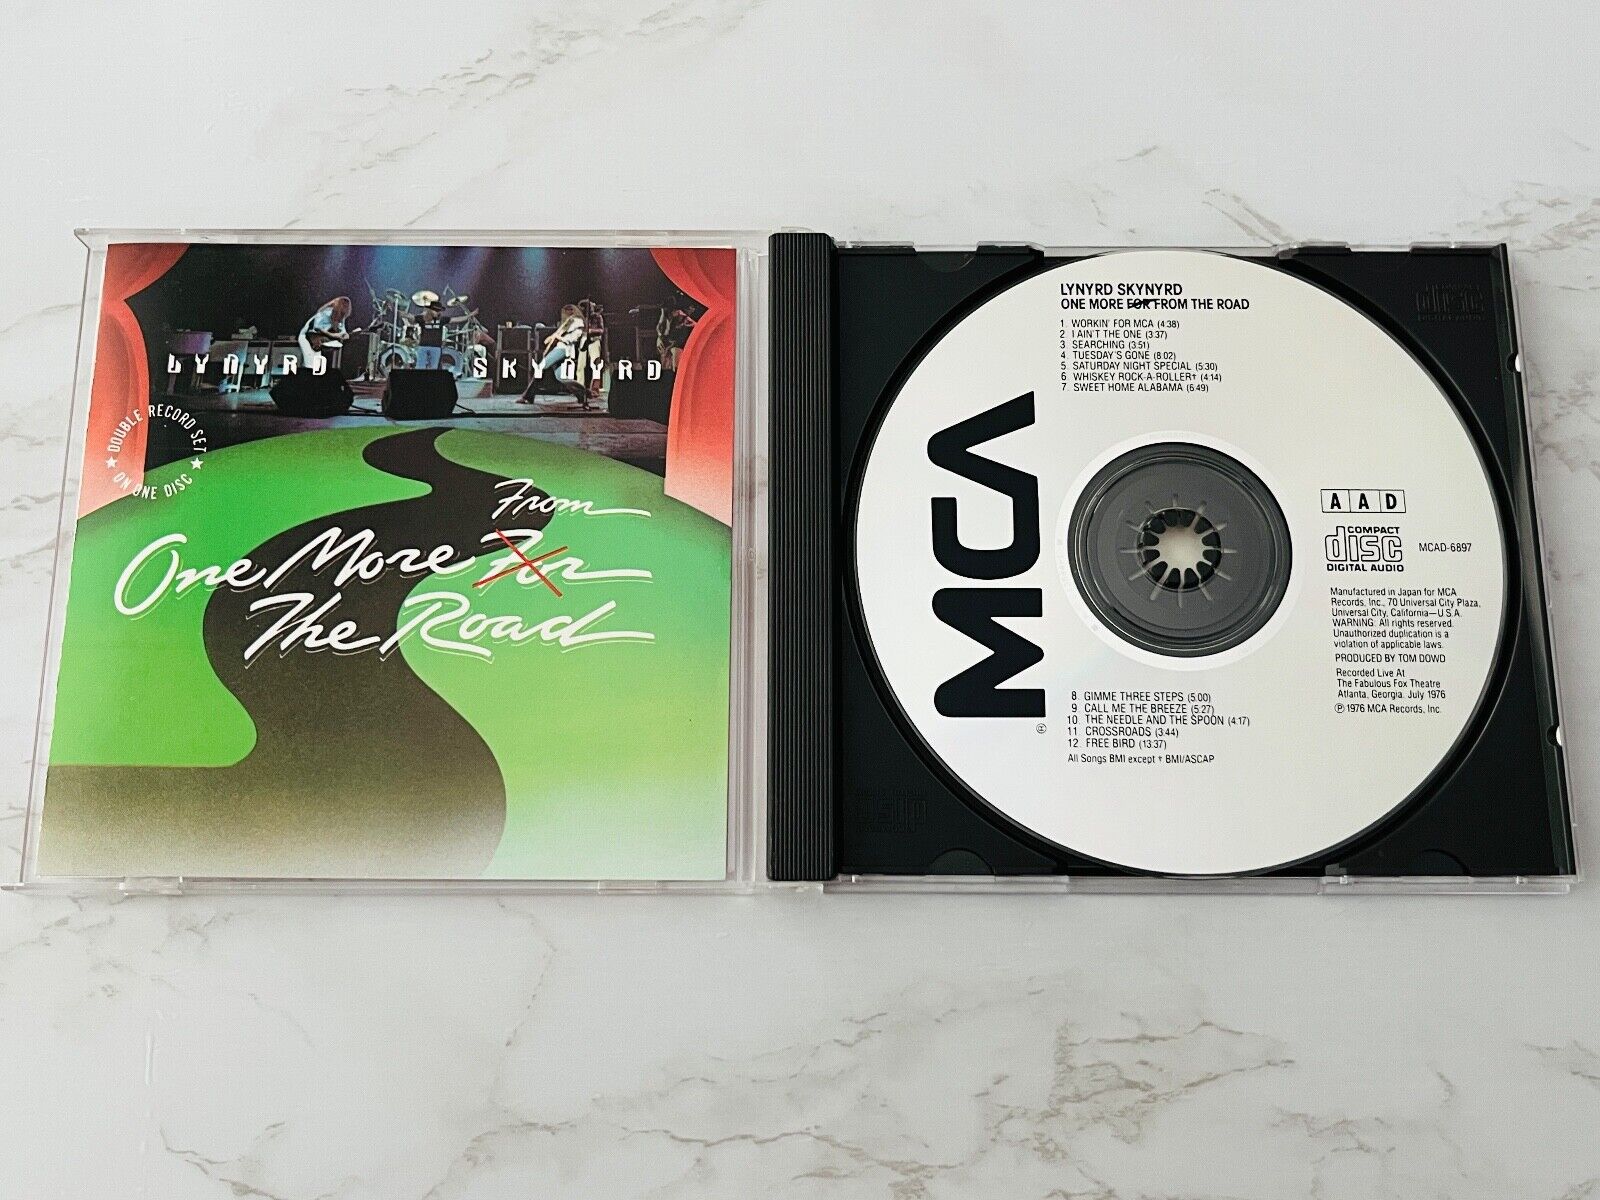 LYNYRD SKYNYRD
DOUBLE RECORD SET
★ ON ONE DISC ★
From
One More For
The Road
MCA
®
LYNYRD SKYNYRD
ONE MORE FOR FROM THE ROAD
1. WORKIN' FOR MCA (4:38)
2 I AIN'T THE ONE (3:37)
3. SEARCHING (3:51)
4 TUESDAY'S GONE (8:02)
5. SATURDAY NIGHT SPECIAL (5:30)
6 WHISKEY ROCK-A-ROLLER† (4:14)
7. SWEET HOME ALABAMA (6:49)
A A D
COMPACT
disc
DIGITAL AUDIO
MCAD-6897
Manufactured in Japan for MCA
Records, Inc., 70 Universal City Plaza,
Universal City, California—U.S.A.
WARNING: All rights reserved.
Unauthorized duplication is a
violation of applicable laws.
PRODUCED BY TOM DOWD
Recorded Live At
The Fabulous Fox Theatre
Atlanta, Georgia. July 1976
℗ 1976 MCA Records, Inc.
8. GIMME THREE STEPS (5:00)
9. CALL ME THE BREEZE (5:27)
10. THE NEEDLE AND THE SPOON (4:17)
11. CROSSROADS (3:44)
12. FREE BIRD (13:37)
All Songs BMI except † BMI/ASCAP
COMPACT
disc
DIGITAL AUDIO
disc